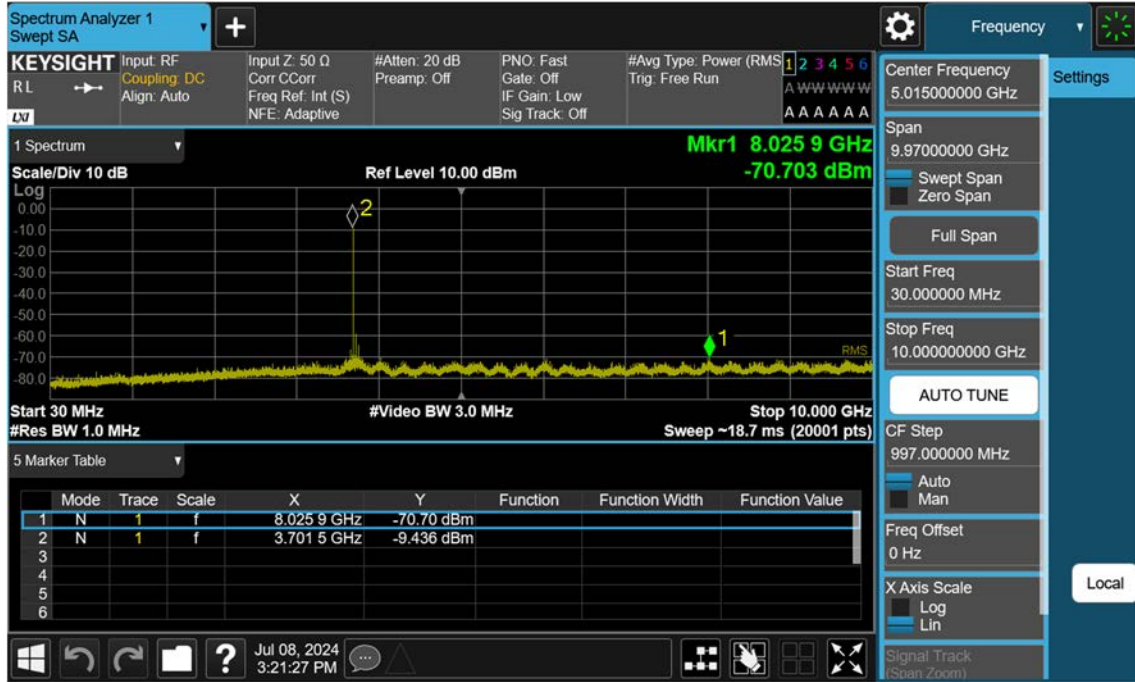 Spectrum Analyzer 1
Swept SA
Frequency
KEYSIGHT
RL
LXI
Input: RF
Coupling: DC
Align: Auto
Input Z: 50 Ω
Corr CCorr
Freq Ref: Int (S)
NFE: Adaptive
#Atten: 20 dB
Preamp: Off
PNO: Fast
Gate: Off
IF Gain: Low
Sig Track: Off
#Avg Type: Power (RMS
Trig: Free Run
1 2 3 4 5 6
A W W W W W
A A A A A A
1 Spectrum
Mkr1 8.025 9 GHz
-70.703 dBm
Scale/Div 10 dB
Ref Level 10.00 dBm
Log
0.00
-10.0
-20.0
-30.0
-40.0
-50.0
-60.0
-70.0
-80.0
2
1
RMS
Start 30 MHz
#Video BW 3.0 MHz
Stop 10.000 GHz
#Res BW 1.0 MHz
Sweep ~18.7 ms (20001 pts)
5 Marker Table
Mode Trace Scale X Y Function Function Width Function Value
1 N 1 f 8.025 9 GHz -70.70 dBm
2 N 1 f 3.701 5 GHz -9.436 dBm
3
4
5
6
Jul 08, 2024
3:21:27 PM
Center Frequency
5.015000000 GHz
Span
9.97000000 GHz
Swept Span
Zero Span
Full Span
Start Freq
30.000000 MHz
Stop Freq
10.000000000 GHz
AUTO TUNE
CF Step
997.000000 MHz
Auto
Man
Freq Offset
0 Hz
X Axis Scale
Log
Lin
Signal Track
(Span Zoom)
Settings
Local